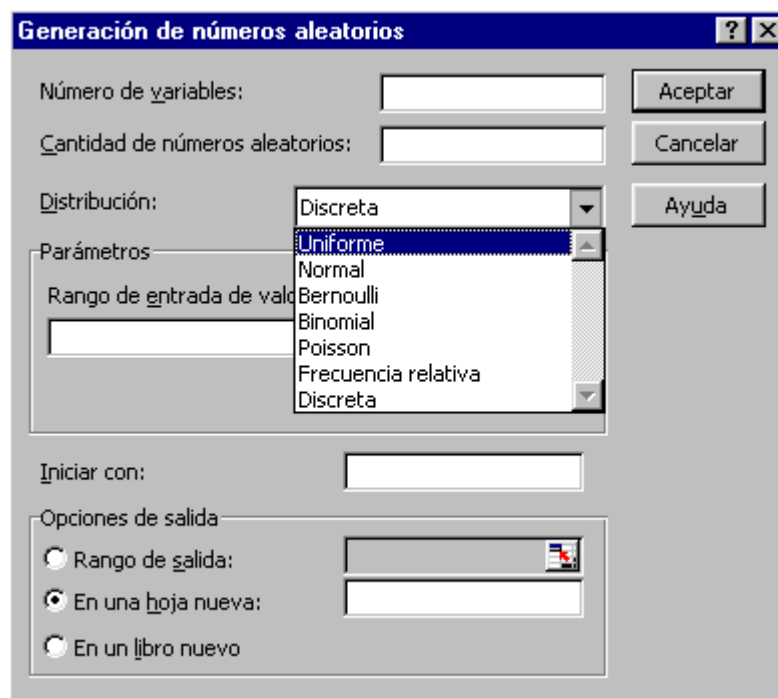 Generación de números aleatorios
Número de variables:
Aceptar
Cantidad de números aleatorios:
Cancelar
Distribución:
Discreta
Ayuda
Uniforme
Normal
Bernoulli
Binomial
Poisson
Frecuencia relativa
Discreta
Parámetros
Rango de entrada de
Iniciar con:
Opciones de salida
Rango de salida:
En una hoja nueva:
En un libro nuevo